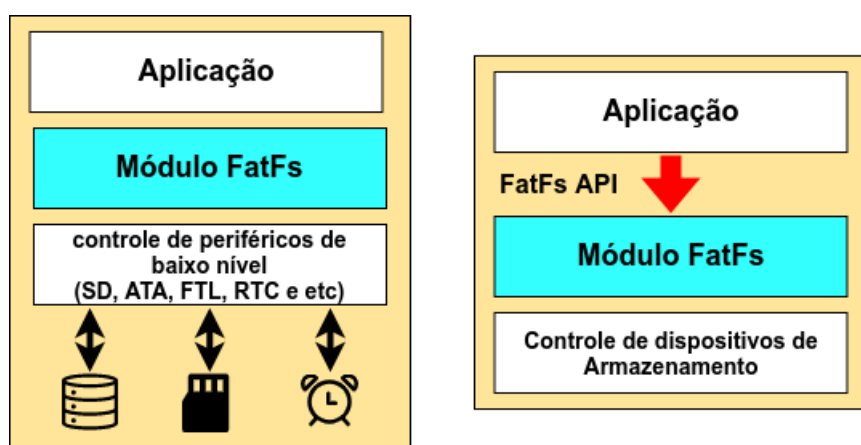 Aplicação
Módulo FatFs
controle de periféricos de
baixo nível
(SD, ATA, FTL, RTC e etc)
Aplicação
FatFs API
Módulo FatFs
Controle de dispositivos de
Armazenamento